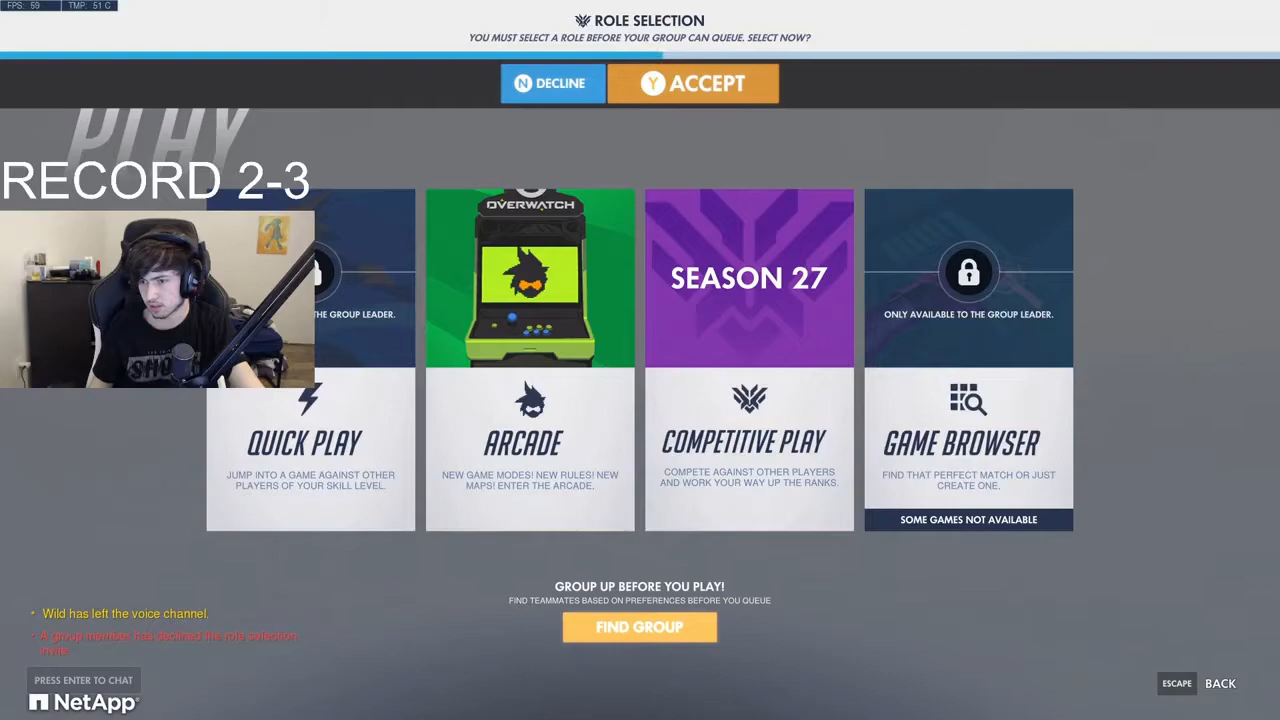 FPS: 59 TMP: 51 C
ROLE SELECTION
YOU MUST SELECT A ROLE BEFORE YOUR GROUP CAN QUEUE. SELECT NOW?
N DECLINE Y ACCEPT
PLAY
RECORD 2-3
OVERWATCH
SEASON 27
THE GROUP LEADER.
ONLY AVAILABLE TO THE GROUP LEADER.
QUICK PLAY
JUMP INTO A GAME AGAINST OTHER
PLAYERS OF YOUR SKILL LEVEL.
ARCADE
NEW GAME MODES! NEW RULES! NEW
MAPS! ENTER THE ARCADE.
COMPETITIVE PLAY
COMPETE AGAINST OTHER PLAYERS
AND WORK YOUR WAY UP THE RANKS.
GAME BROWSER
FIND THAT PERFECT MATCH OR JUST
CREATE ONE.
SOME GAMES NOT AVAILABLE
GROUP UP BEFORE YOU PLAY!
FIND TEAMMATES BASED ON PREFERENCES BEFORE YOU QUEUE
FIND GROUP
Wild has left the voice channel.
A group member has declined the role selection
invite.
PRESS ENTER TO CHAT
NetApp
ESCAPE BACK